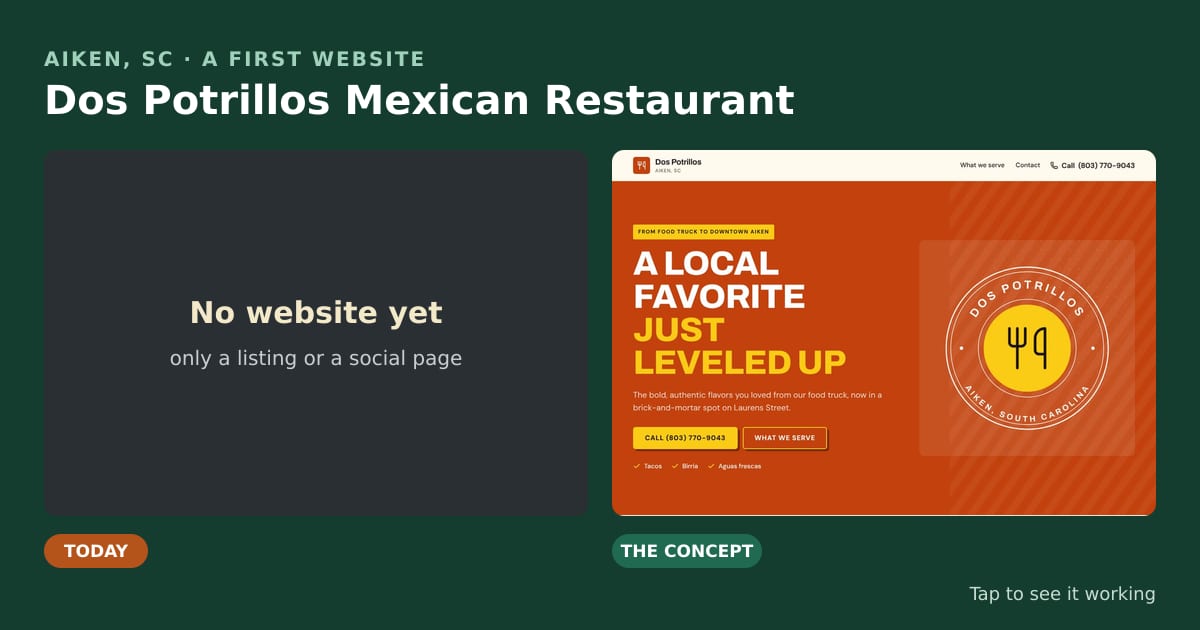 AIKEN, SC · A FIRST WEBSITE
Dos Potrillos Mexican Restaurant
No website yet
only a listing or a social page
TODAY
Dos Potrillos
AIKEN, SC
What we serve
Contact
Call (803) 770-9043
FROM FOOD TRUCK TO DOWNTOWN AIKEN
A LOCAL
FAVORITE
JUST
LEVELED UP
The bold, authentic flavors you loved from our food truck, now in a
brick-and-mortar spot on Laurens Street.
CALL (803) 770-9043
WHAT WE SERVE
Tacos
Birria
Aguas frescas
DOS POTRILLOS
AIKEN, SOUTH CAROLINA
THE CONCEPT
Tap to see it working